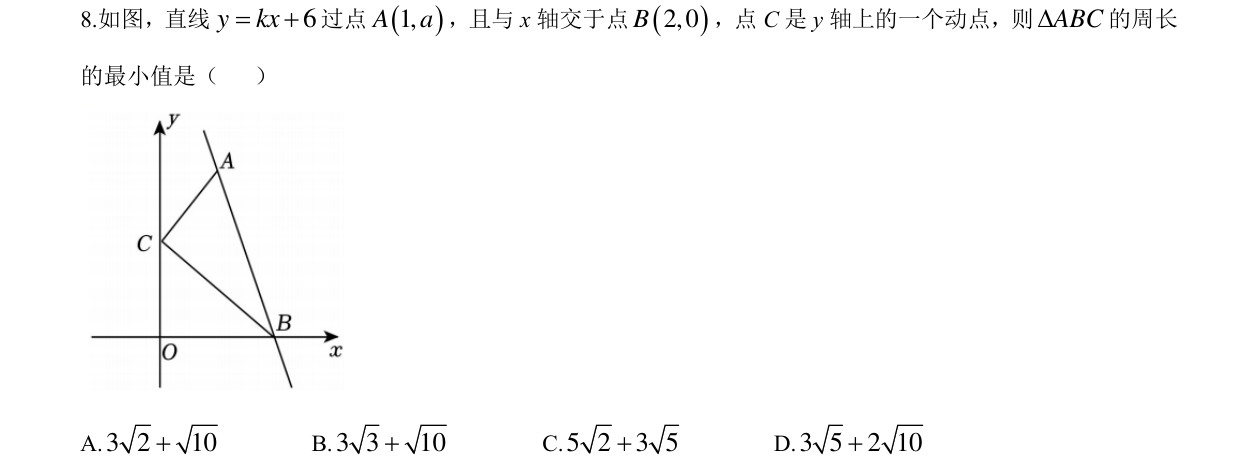 8.如图，直线 y = kx + 6 过点 A(1, a)，且与 x 轴交于点 B(2,0)，点 C 是 y 轴上的一个动点，则 ΔABC 的周长
的最小值是（　　）
y
A
C
B
O
x
A. 3√2 + √10　B. 3√3 + √10　C. 5√2 + 3√5　D. 3√5 + 2√10